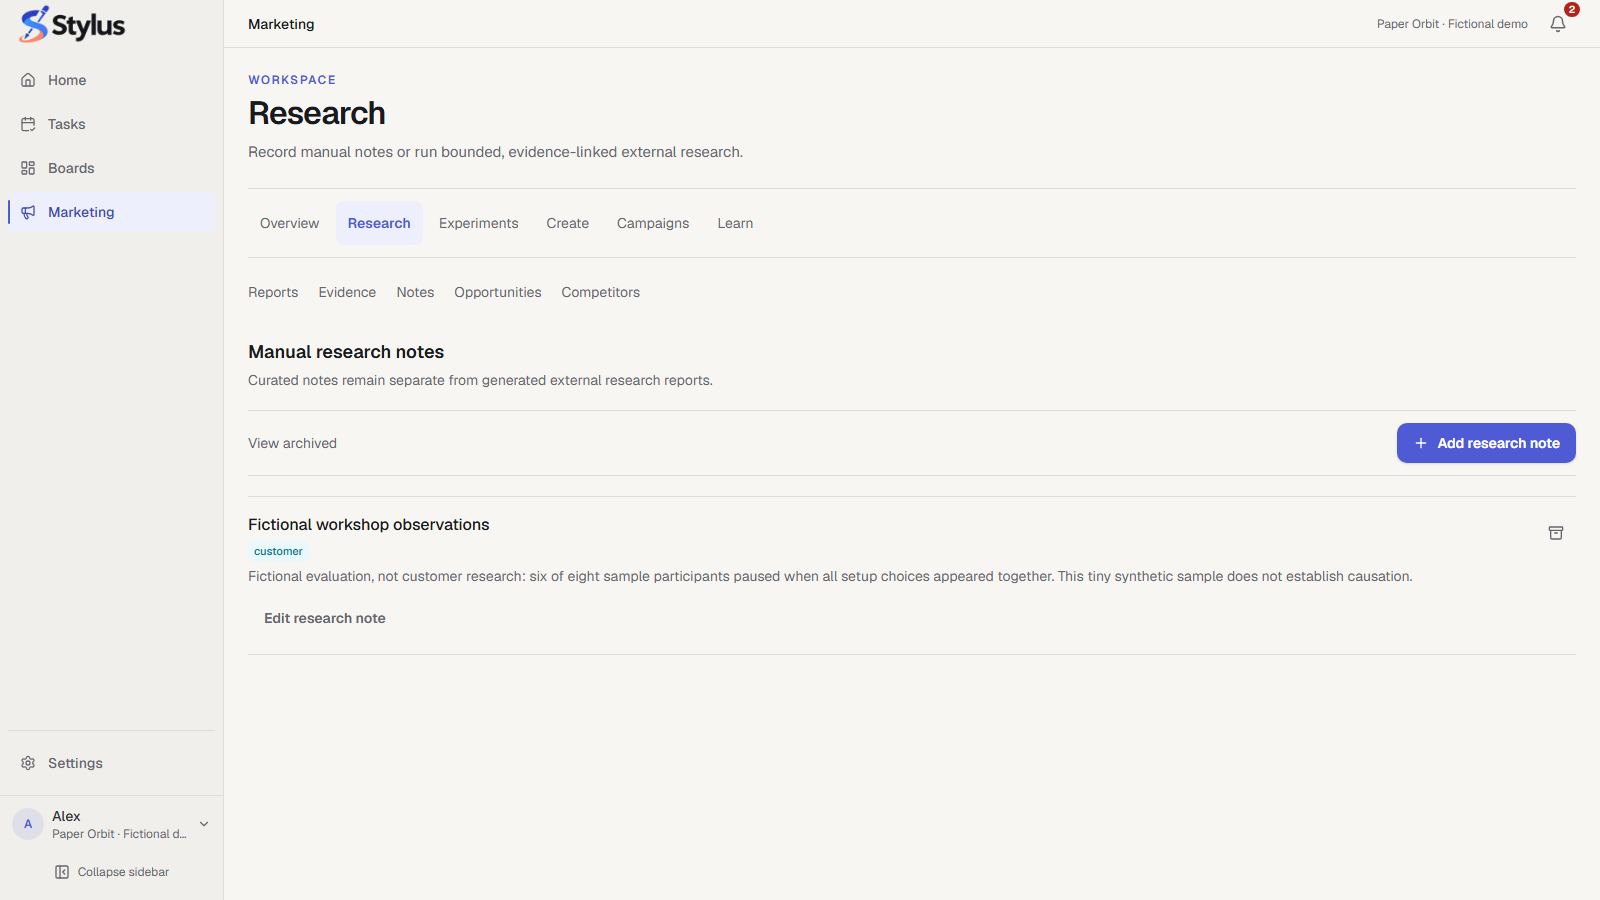 Stylus
Home
Tasks
Boards
Marketing
Settings
A
Alex
Paper Orbit · Fictional d...
Collapse sidebar
Marketing
Paper Orbit · Fictional demo
2
WORKSPACE
Research
Record manual notes or run bounded, evidence-linked external research.
Overview Research Experiments Create Campaigns Learn
Reports Evidence Notes Opportunities Competitors
Manual research notes
Curated notes remain separate from generated external research reports.
View archived
+ Add research note
Fictional workshop observations
customer
Fictional evaluation, not customer research: six of eight sample participants paused when all setup choices appeared together. This tiny synthetic sample does not establish causation.
Edit research note